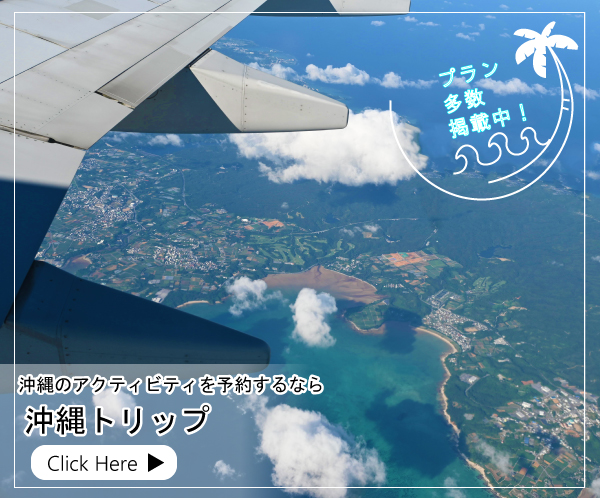 プラン
多数
掲載中！
沖縄のアクティビティを予約するなら
沖縄トリップ
Click Here ▶